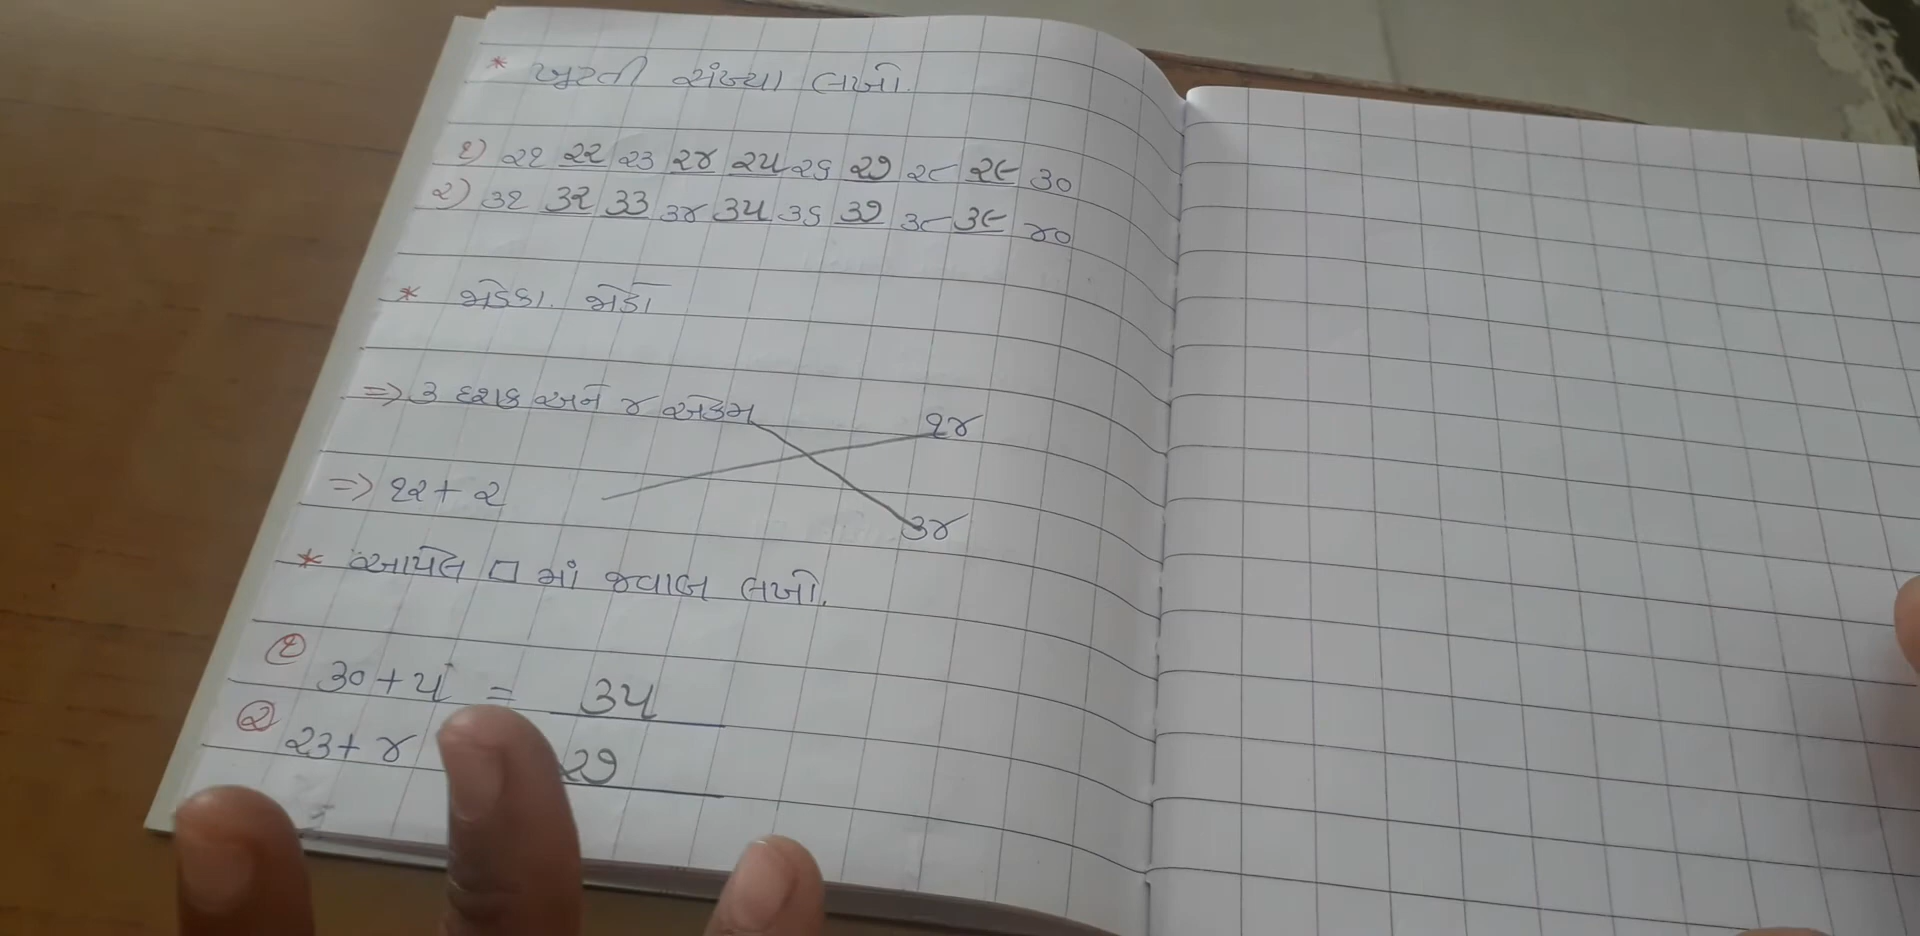 * ખુટતી સંખ્યા લખો.
૧) ૨૧ ૨૨ ૨૩ ૨૪ ૨૫ ૨૬ ૨૭ ૨૮ ૨૯ ૩૦
૨) ૩૧ ૩૨ ૩૩ ૩૪ ૩૫ ૩૬ ૩૭ ૩૮ ૩૯ ૪૦
* જોડકા જોડો
=> ૩ દશક અને ૪ એકમ ૧૪
=> ૧૨ + ૨ ૩૪
* આપેલ □ માં જવાબ લખો.
૧ ૩૦ + ૫ = ૩૫
૨ ૨૩ + ૪ ૨૭